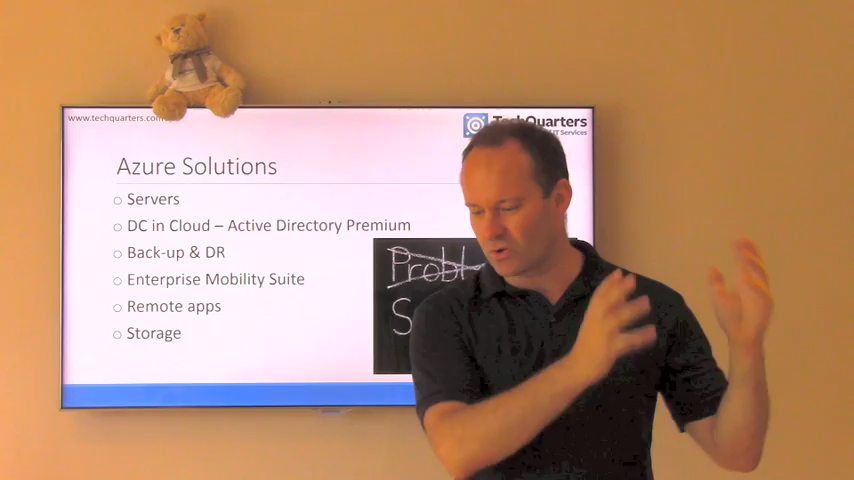 www.techquarters.com
TechQuarters
IT Services
Azure Solutions
Servers
DC in Cloud – Active Directory Premium
Back-up & DR
Enterprise Mobility Suite
Remote apps
Storage